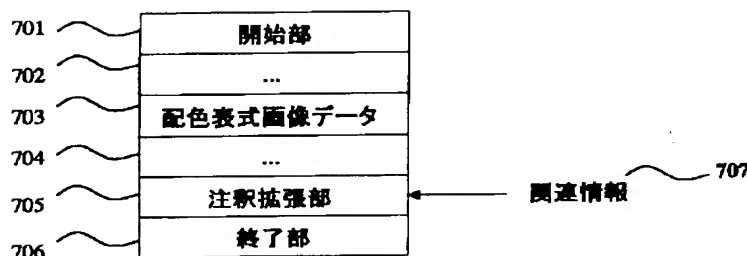 701 開始部
702 ...
703 配色表式画像データ
704 ...
705 注釈拡張部 関連情報 707
706 終了部